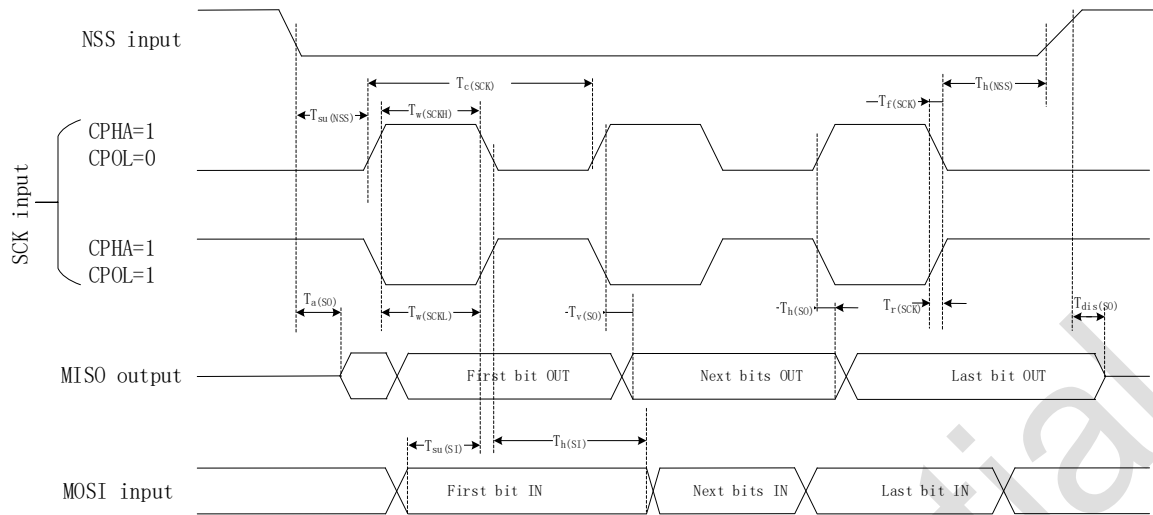 NSS input
Tc(SCK)
Th(NSS)
Tf(SCK)
Tsu(NSS)
Tw(SCKH)
SCK input
CPHA=1
CPOL=0
CPHA=1
CPOL=1
Ta(SO)
Tw(SCKL)
Tv(SO)
Th(SO)
Tr(SCK)
Tdis(SO)
MISO output
First bit OUT
Next bits OUT
Last bit OUT
Tsu(SI)
Th(SI)
MOSI input
First bit IN
Next bits IN
Last bit IN
tial